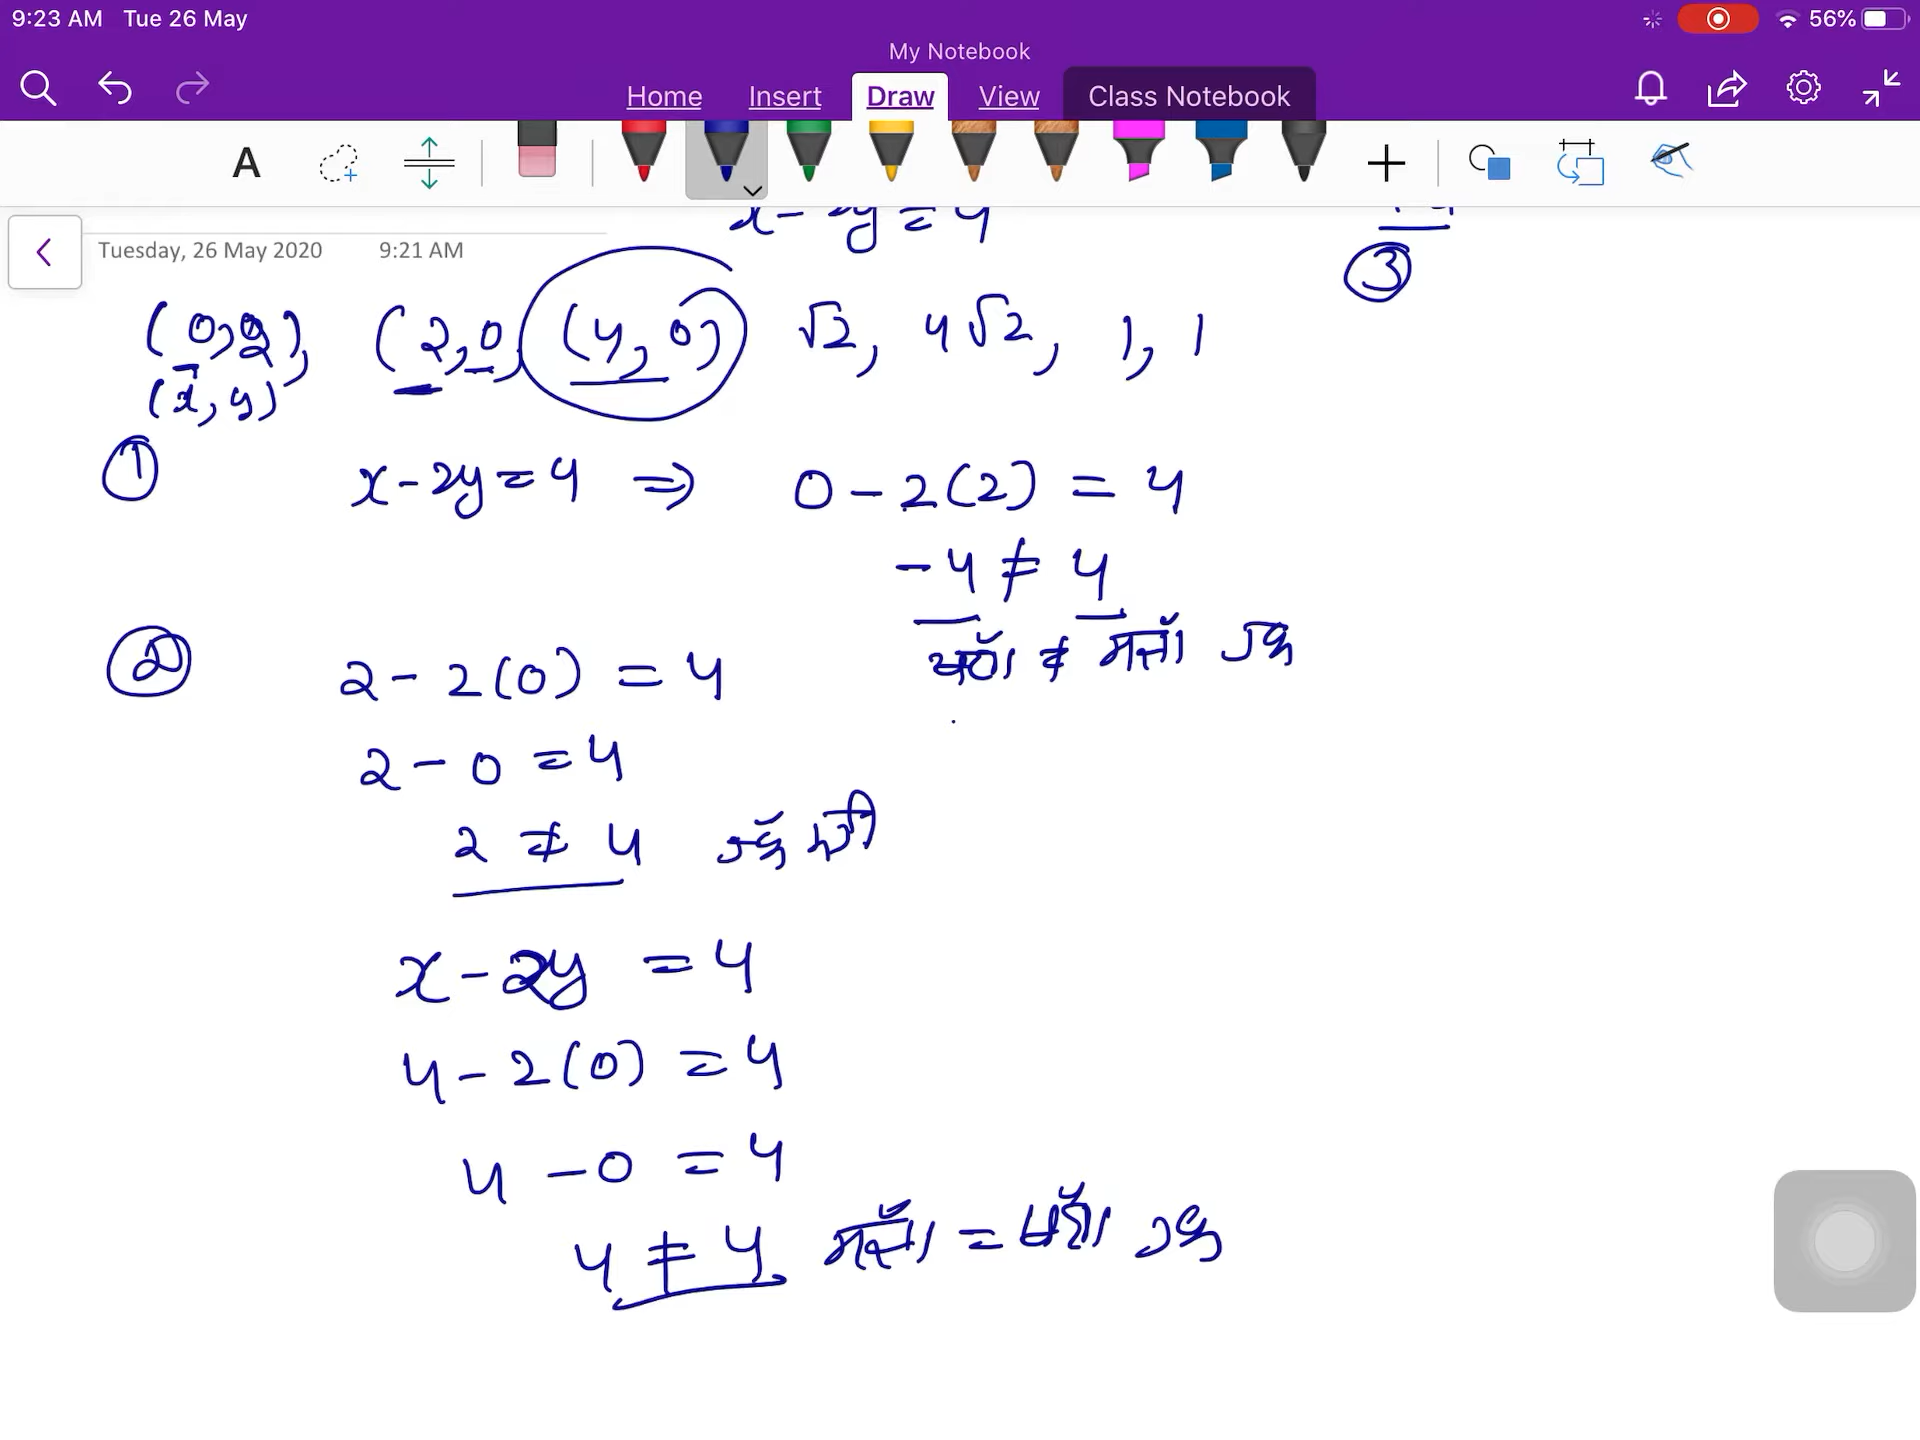 9:23 AM Tue 26 May
56%
My Notebook
Home Insert Draw View Class Notebook
A
x - 2y = 4
③
Tuesday, 26 May 2020 9:21 AM
(0,2), (2,0), (4,0) √2, 4√2, 1, 1
(x, y)
① x - 2y = 4 ⇒ 0 - 2(2) = 4
-4 ≠ 4
② 2 - 2(0) = 4
2 - 0 = 4
2 ≠ 4
x - 2y = 4
4 - 2(0) = 4
4 - 0 = 4
4 ≠ 4 =